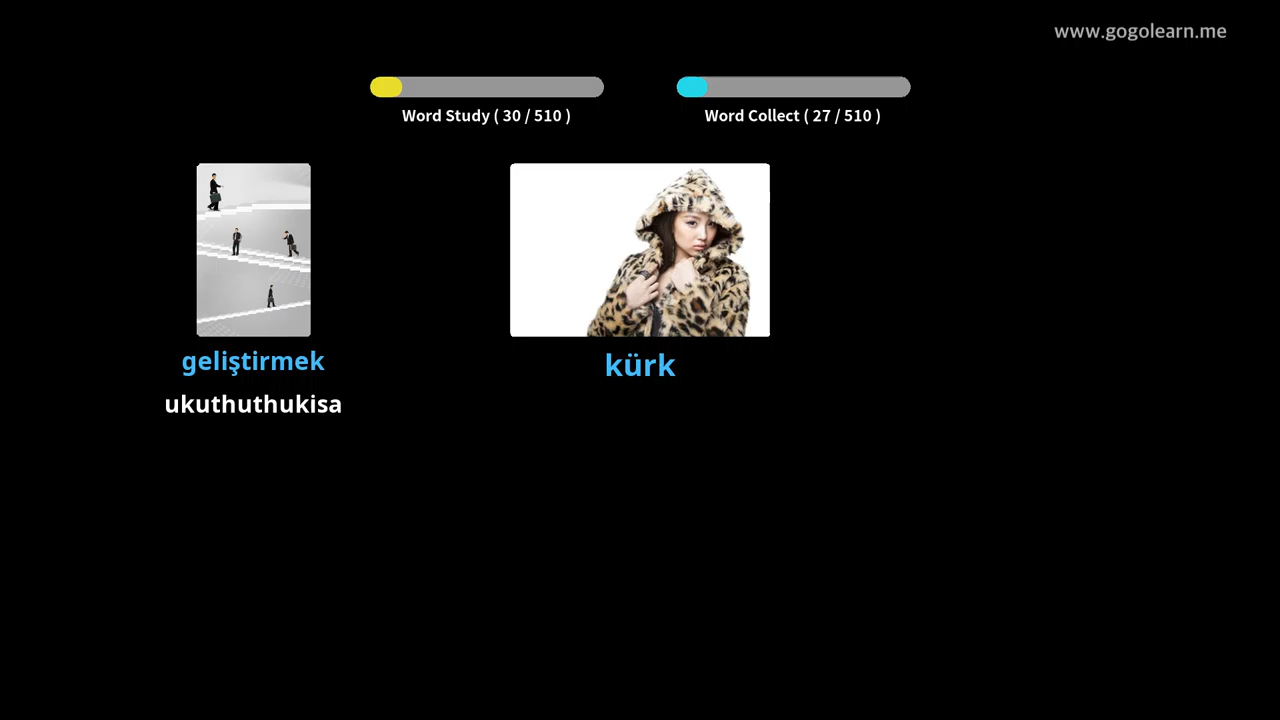 www.gogolearn.me
Word Study ( 30 / 510 )
Word Collect ( 27 / 510 )
geliştirmek
kürk
ukuthuthukisa